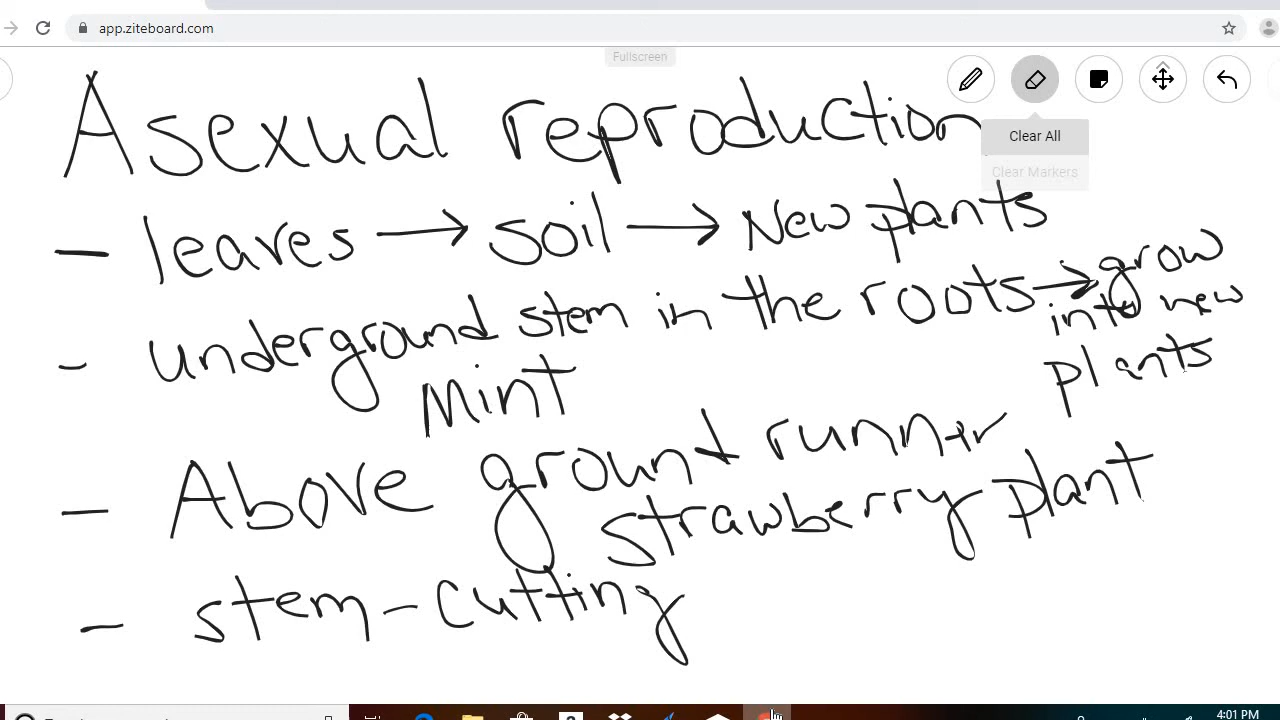 app.ziteboard.com
Fullscreen
Clear All
Clear Markers
Asexual reproduction
- leaves → soil → New plants
- underground stem in the roots → grow
into new
plants
Mint
- Above ground runner
strawberry plant
- stem - cutting
4:01 PM